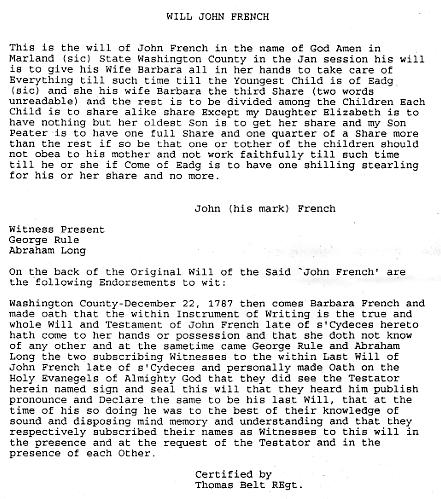 WILL JOHN FRENCH
This is the will of John French in the name of God Amen in
Marland (sic) State Washington County in the Jan session his will
is to give his Wife Barbara all in her hands to take care of
Everything till such time till the Youngest Child is of Eadg
(sic) and she his wife Barbara the third Share (two words
unreadable) and the rest is to be divided among the Children Each
Child is to share alike share Except my Daughter Elizabeth is to
have nothing but her oldest Son is to get her share and my Son
Peater is to have one full Share and one quarter of a Share more
than the rest if so be that one or tother of the children should
not obea to his mother and not work faithfully till such time
till he or she if Come of Eadg is to have one shilling stearling
for his or her share and no more.
John (his mark) French
Witness Present
George Rule
Abraham Long
On the back of the Original Will of the Said `John French' are
the following Endorsements to wit:
Washington County-December 22, 1787 then comes Barbara French and
made oath that the within Instrument of Writing is the true and
whole Will and Testament of John French late of s'Cydeces hereto
hath come to her hands or possession and that she doth not know
of any other and at the sametime came George Rule and Abraham
Long the two subscribing Witnesses to the within Last Will of
John French late of s'Cydeces and personally made Oath on the
Holy Evanegels of Almighty God that they did see the Testator
herein named sign and seal this will that they heard him publish
pronounce and Declare the same to be his last Will, that at the
time of his so doing he was to the best of their knowledge of
sound and disposing mind memory and understanding and that they
respectively subscribed their names as Witnesses to this will in
the presence and at the request of the Testator and in the
presence of each Other.
Certified by
Thomas Belt REgt.